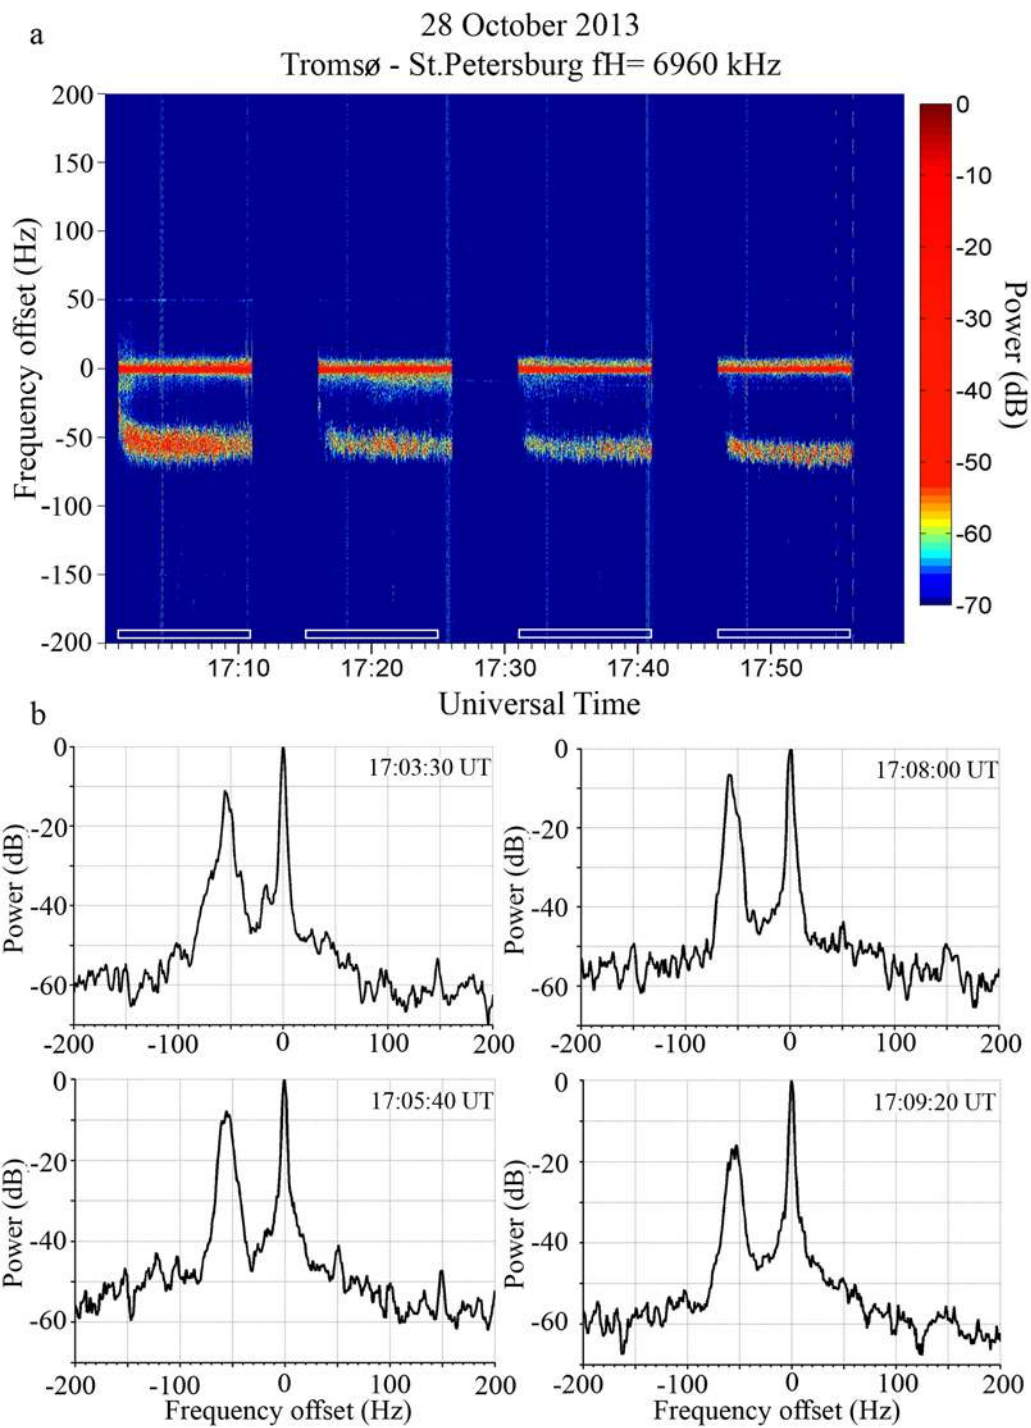 a
28 October 2013
Tromsø - St.Petersburg fH= 6960 kHz
200
150
100
50
0
-50
-100
-150
-200
Frequency offset (Hz)
17:10 17:20 17:30 17:40 17:50
Universal Time
0
-10
-20
-30
-40
-50
-60
-70
Power (dB)
b
17:03:30 UT
0
-20
-40
-60
Power (dB)
-200 -100 0 100 200
17:08:00 UT
0
-20
-40
-60
Power (dB)
-200 -100 0 100 200
17:05:40 UT
0
-20
-40
-60
Power (dB)
-200 -100 0 100 200
Frequency offset (Hz)
17:09:20 UT
0
-20
-40
-60
Power (dB)
-200 -100 0 100 200
Frequency offset (Hz)